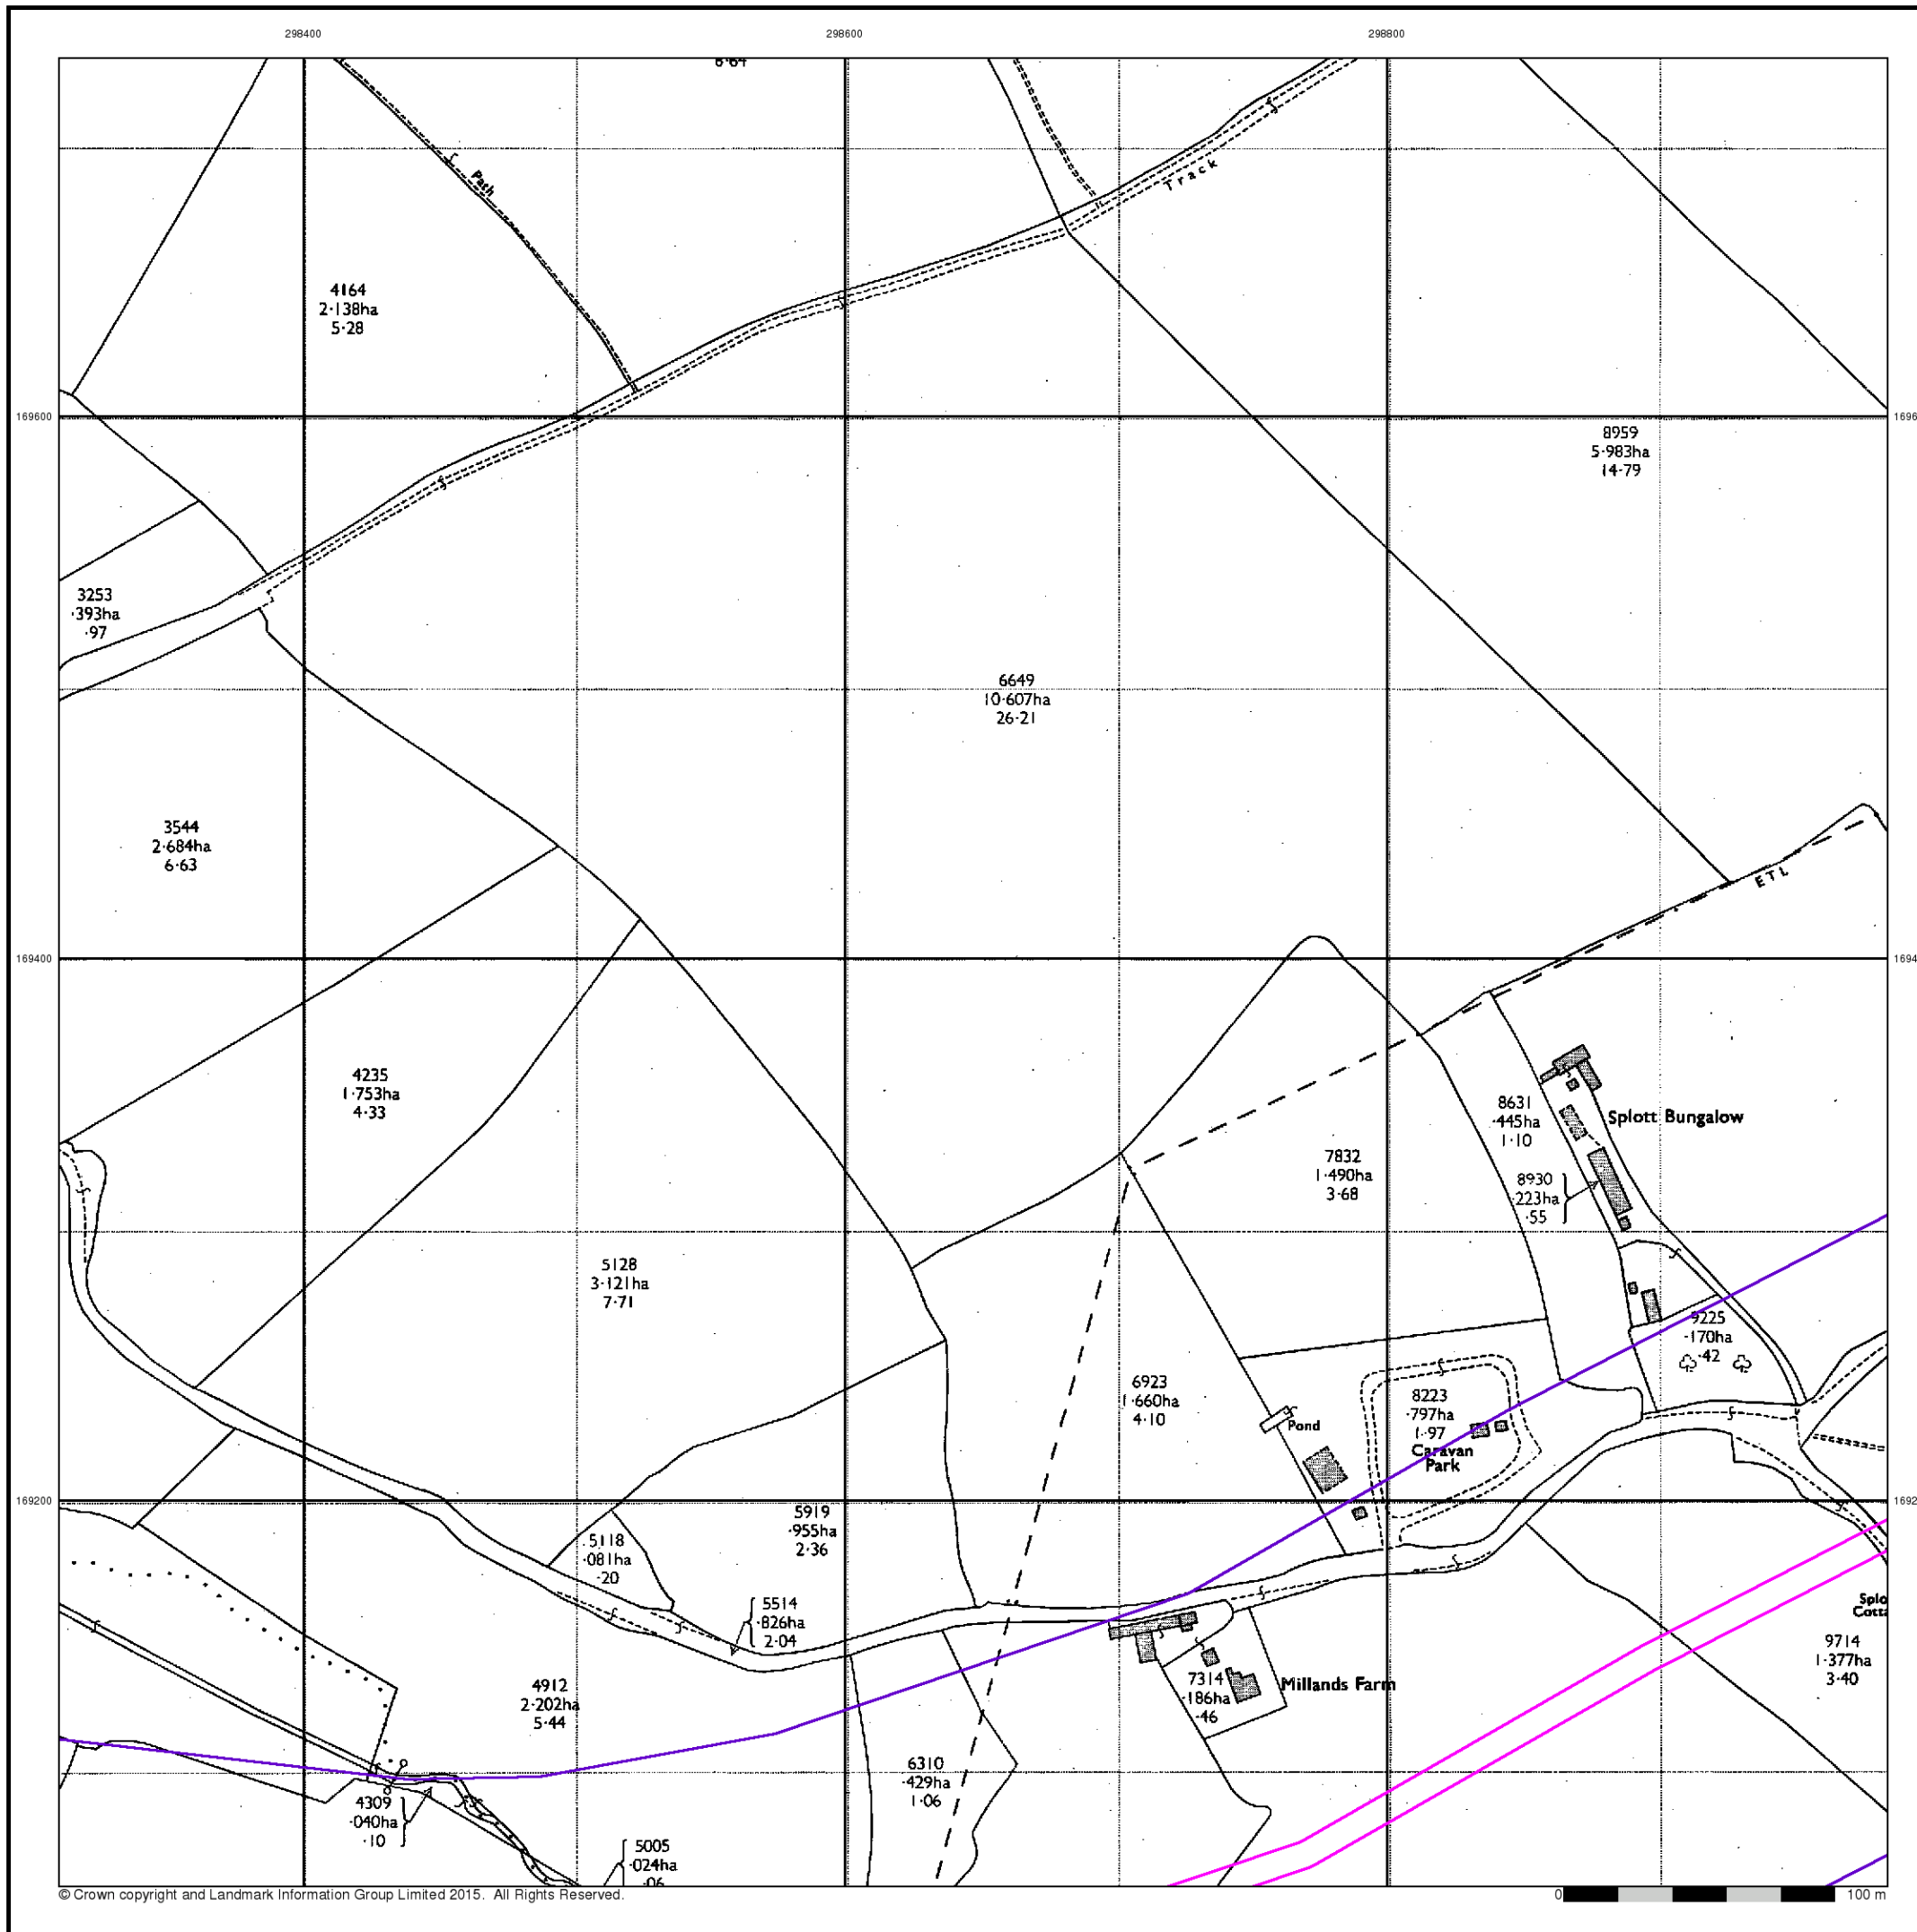 298400
298600
298800
6·64
Path
Track
4164
2·138ha
5·28
169600
8959
5·983ha
14·79
3253
·393ha
·97
6649
10·607ha
26·21
3544
2·684ha
6·63
ETL
169400
4235
1·753ha
4·33
8631
·445ha
1·10
Splott Bungalow
7832
1·490ha
3·68
8930
·223ha
·55
5128
3·121ha
7·71
9225
·170ha
·42
6923
1·660ha
4·10
8223
·797ha
1·97
Caravan
Park
Pond
169200
5919
·955ha
2·36
5118
·081ha
·20
5514
·826ha
2·04
Splo
Cotta
9714
1·377ha
3·40
4912
2·202ha
5·44
7314
·186ha
·46
Millands Farm
6310
·429ha
1·06
4309
·040ha
·10
5005
·024ha
·06
© Crown copyright and Landmark Information Group Limited 2015. All Rights Reserved.
0 100 m